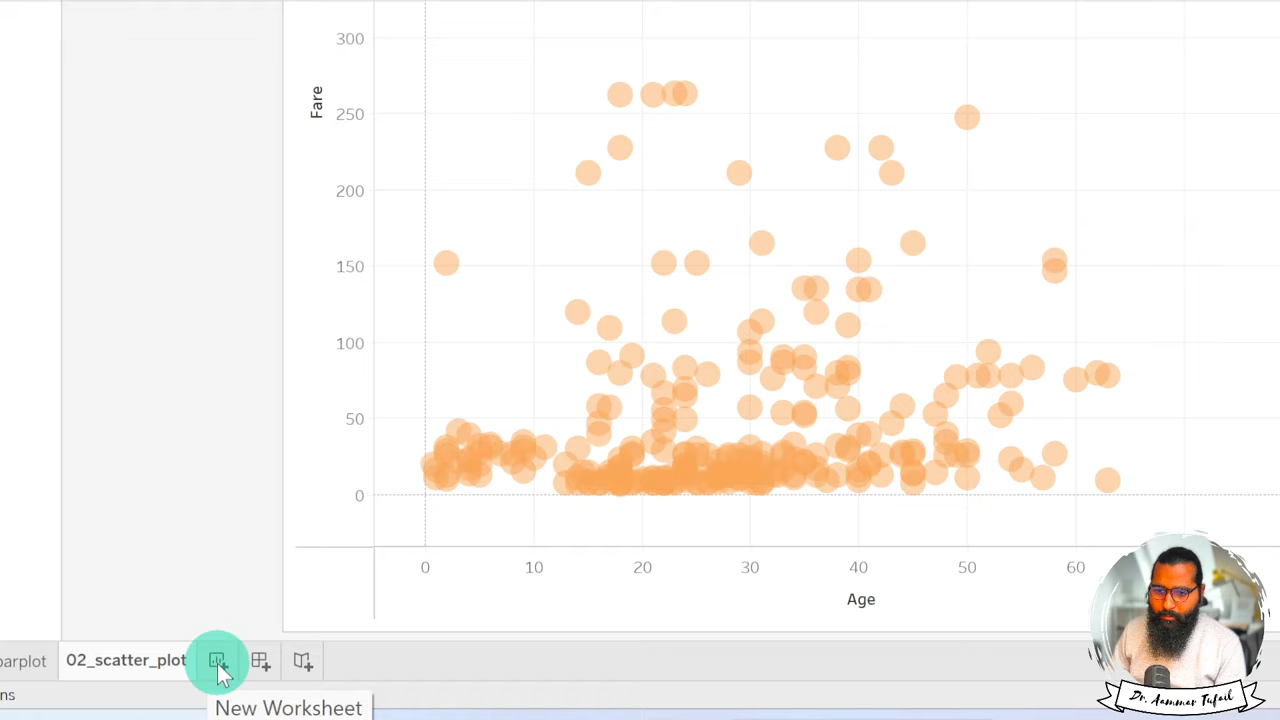 300
Fare
250
200
150
100
50
0
0 10 20 30 40 50 60
Age
arplot 02_scatter_plot
ns
New Worksheet
Dr. Aammar Tufail